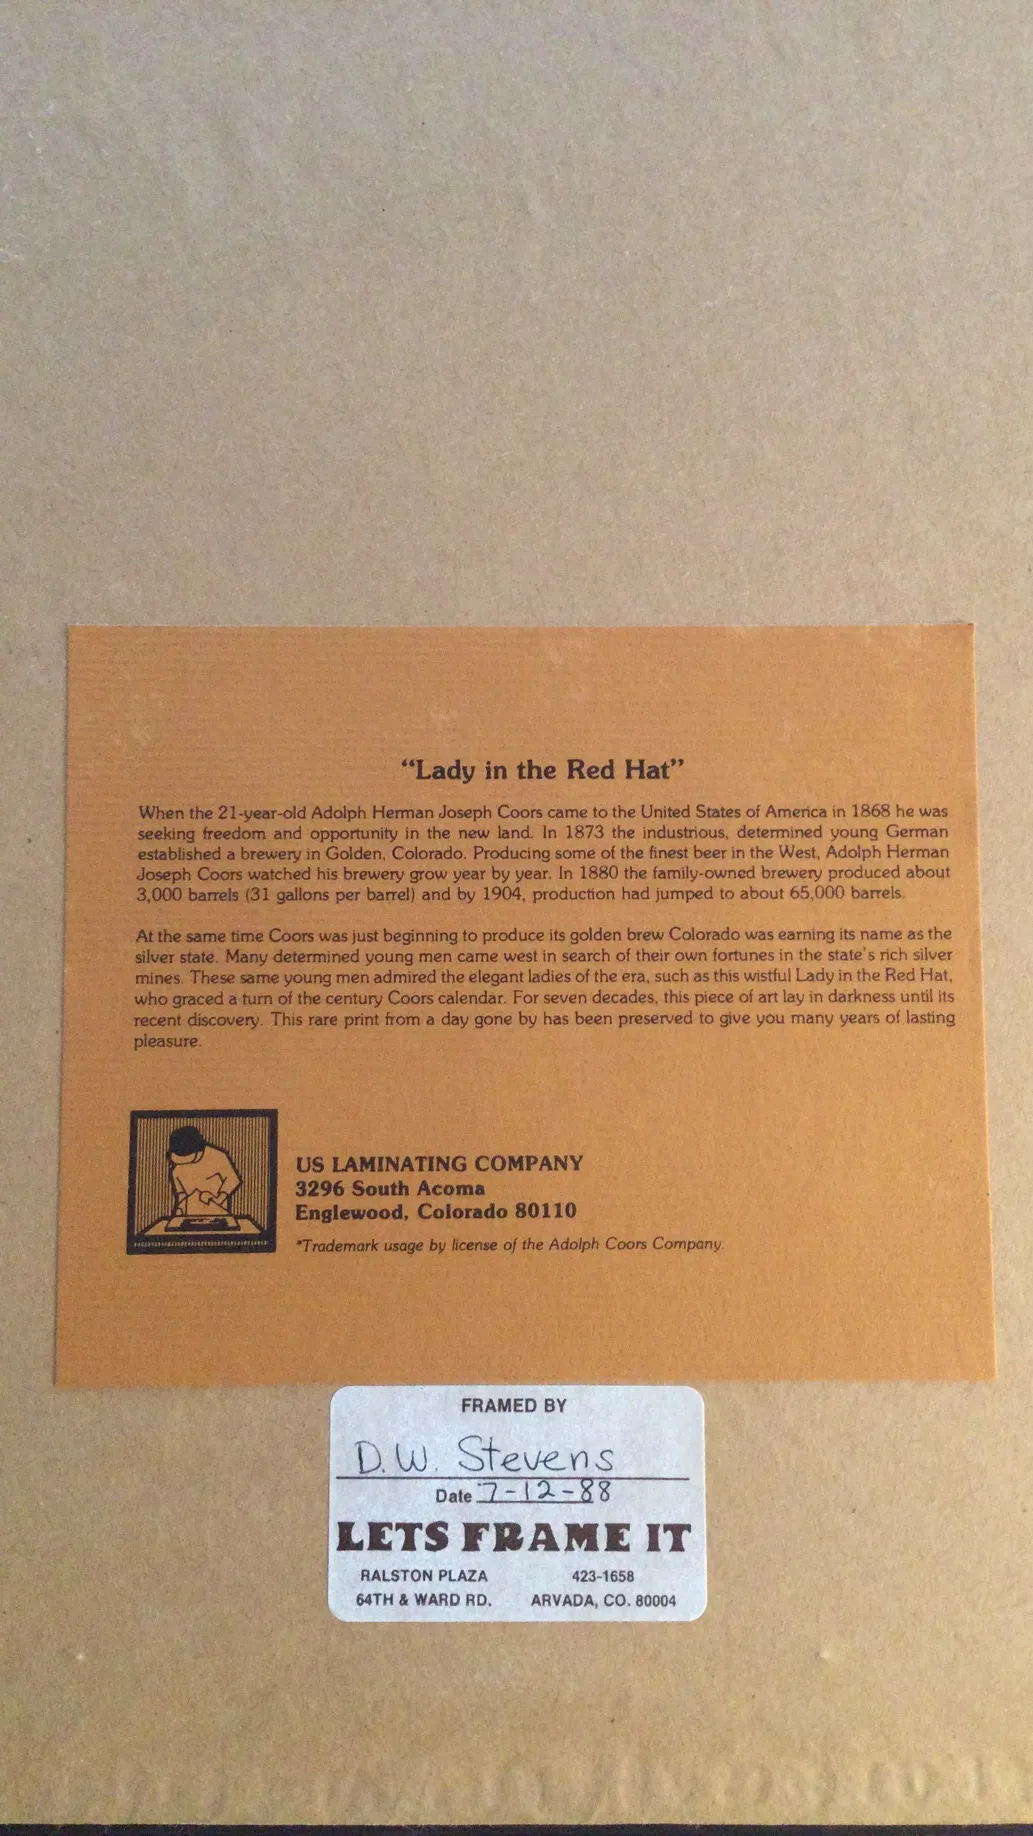 “Lady in the Red Hat”
When the 21-year-old Adolph Herman Joseph Coors came to the United States of America in 1868 he was
seeking freedom and opportunity in the new land. In 1873 the industrious, determined young German
established a brewery in Golden, Colorado. Producing some of the finest beer in the West, Adolph Herman
Joseph Coors watched his brewery grow year by year. In 1880 the family-owned brewery produced about
3,000 barrels (31 gallons per barrel) and by 1904, production had jumped to about 65,000 barrels.
At the same time Coors was just beginning to produce its golden brew Colorado was earning its name as the
silver state. Many determined young men came west in search of their own fortunes in the state's rich silver
mines. These same young men admired the elegant ladies of the era, such as this wistful Lady in the Red Hat,
who graced a turn of the century Coors calendar. For seven decades, this piece of art lay in darkness until its
recent discovery. This rare print from a day gone by has been preserved to give you many years of lasting
pleasure.
US LAMINATING COMPANY
3296 South Acoma
Englewood, Colorado 80110
*Trademark usage by license of the Adolph Coors Company.
FRAMED BY
D.W. Stevens
Date 7-12-88
LETS FRAME IT
RALSTON PLAZA 423-1658
64TH & WARD RD. ARVADA, CO. 80004